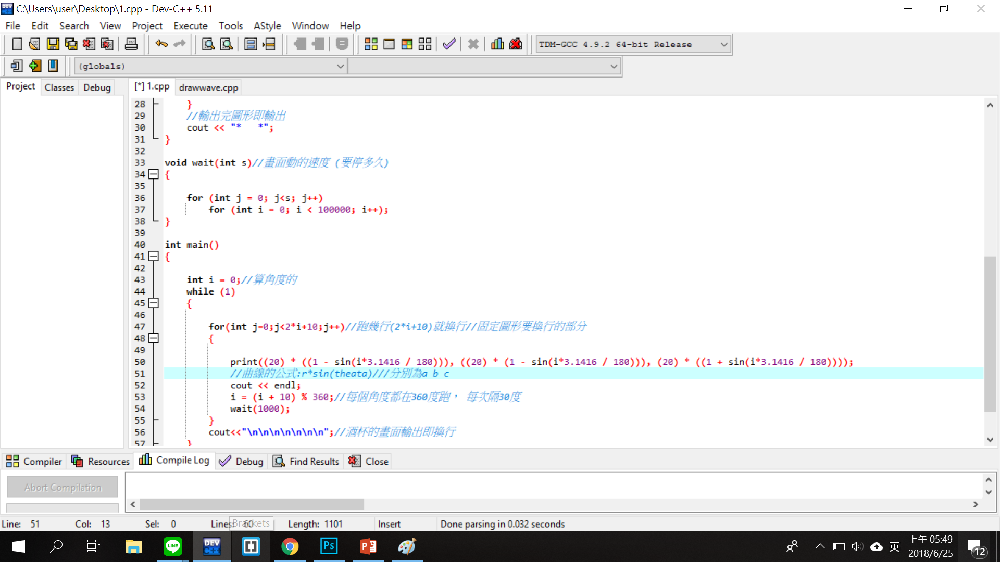 C:\Users\user\Desktop\1.cpp - Dev-C++ 5.11
File Edit Search View Project Execute Tools AStyle Window Help
TDM-GCC 4.9.2 64-bit Release
(globals)
Project Classes Debug [*] 1.cpp drawwave.cpp
28 }
29 //輸出完圖形即輸出
30 cout << "*   *";
31 }
32
33 void wait(int s)//畫面動的速度 (要停多久)
34 {
35
36 for (int j = 0; j<s; j++)
37 for (int i = 0; i < 100000; i++);
38 }
39
40 int main()
41 {
42
43 int i = 0;//算角度的
44 while (1)
45 {
46
47 for(int j=0;j<2*i+10;j++)//跑幾行(2*i+10)就換行//固定圖形要換行的部分
48 {
49
50 print((20) * ((1 - sin(i*3.1416 / 180))), ((20) * (1 - sin(i*3.1416 / 180))), (20) * ((1 + sin(i*3.1416 / 180))));
51 //曲線的公式:r*sin(theata)///分別為a b c
52 cout << endl;
53 i = (i + 10) % 360;//每個角度都在360度跑， 每次隔30度
54 wait(1000);
55 }
56 cout<<"\n\n\n\n\n\n\n";//酒杯的畫面輸出即換行
57 }
Compiler Resources Compile Log Debug Find Results Close
Abort Compilation
Line: 51 Col: 13 Sel: 0 Lines: 60 Length: 1101 Insert Done parsing in 0.032 seconds
Brackets
LINE DEV C++ Ps P 英 上午 05:49
2018/6/25 12